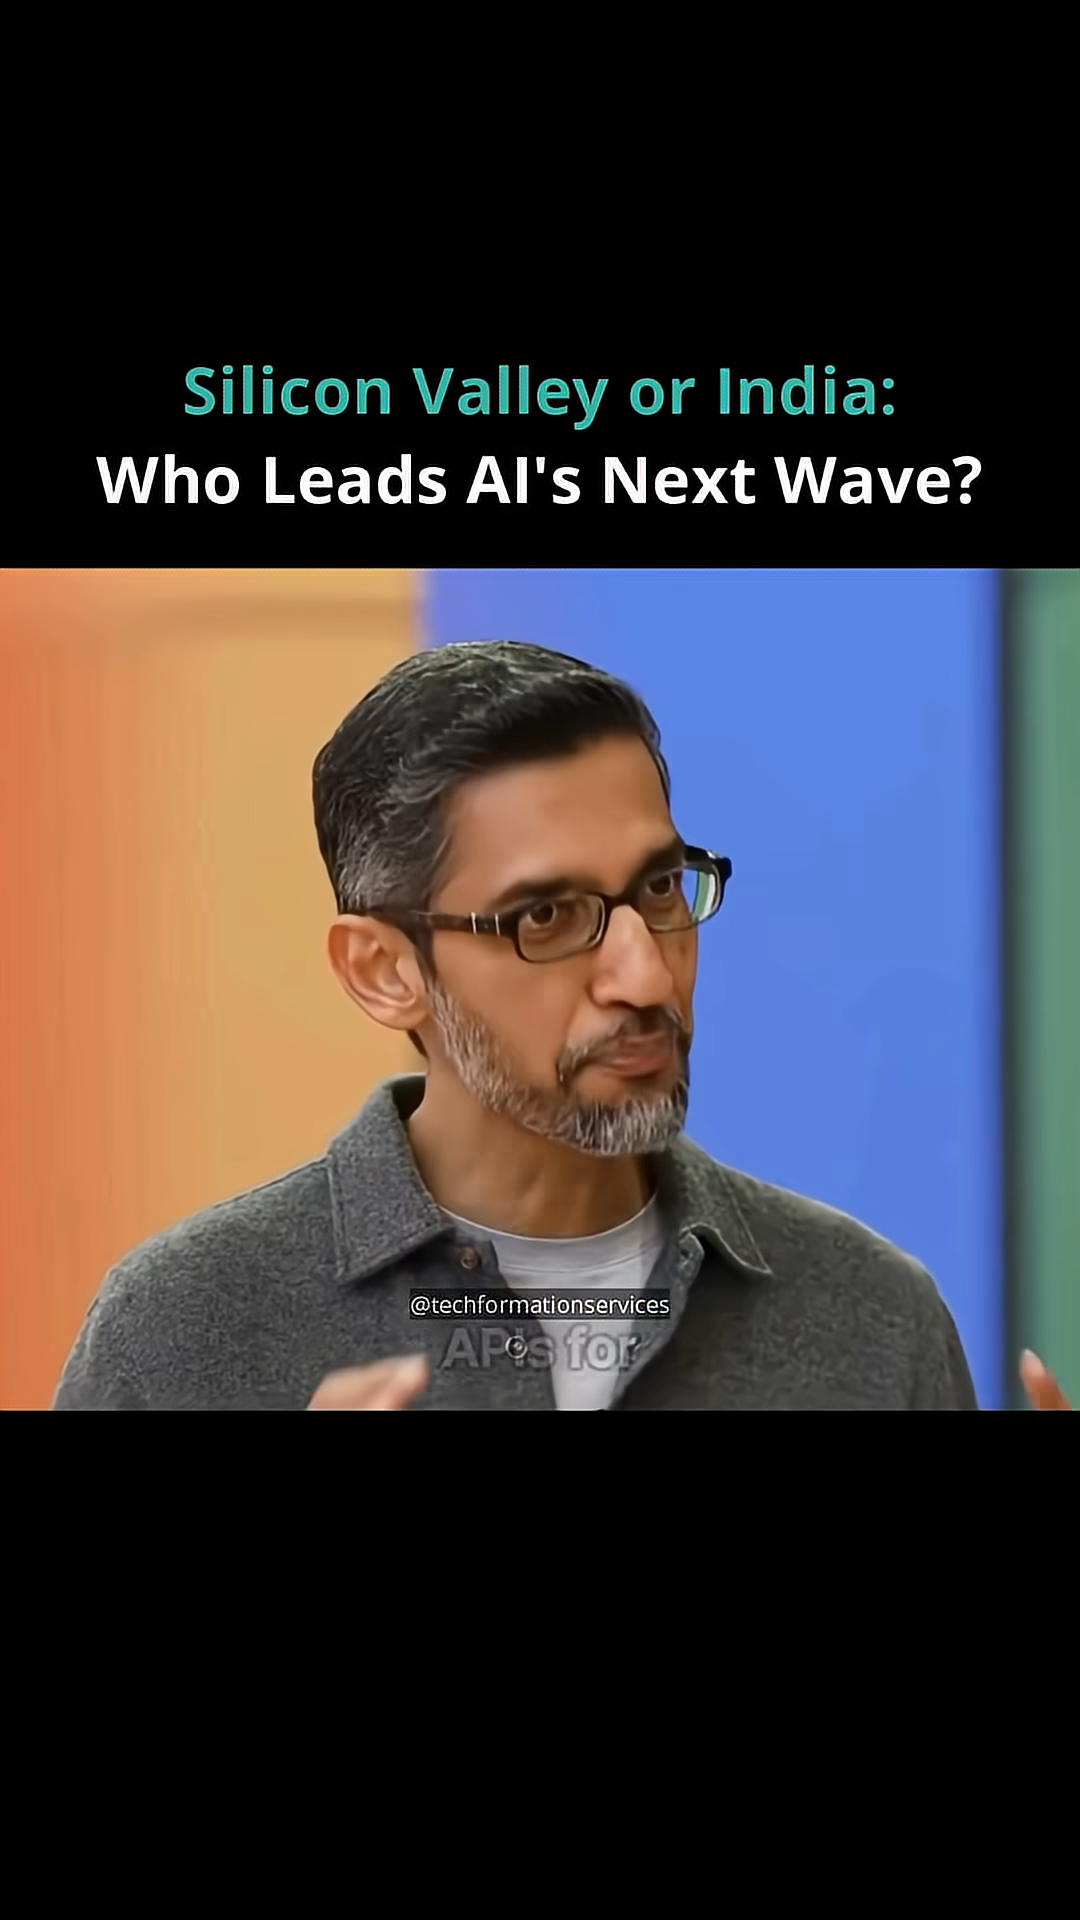 Silicon Valley or India:
Who Leads AI's Next Wave?
@techformationservices
APIs for